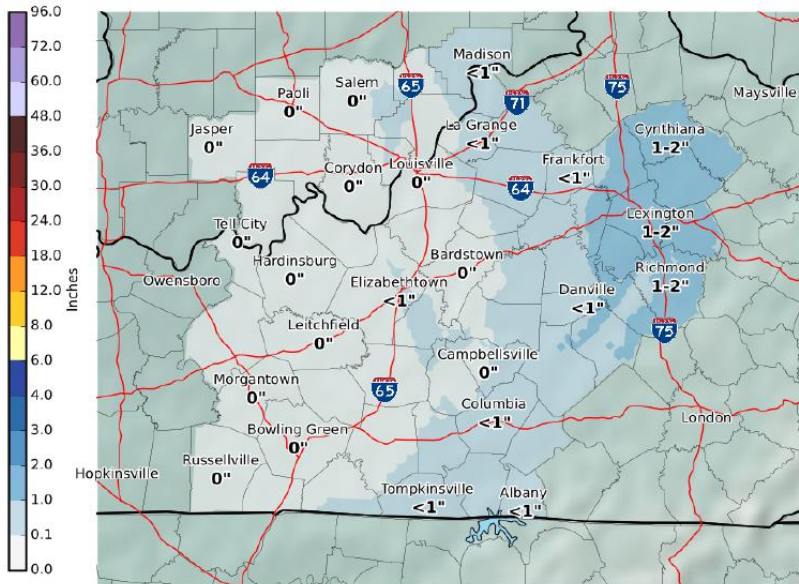 96.0
72.0
60.0
48.0
36.0
30.0
24.0
18.0
12.0
8.0
6.0
4.0
3.0
2.0
1.0
0.1
0.0
Inches
Madison
<1"
Salem
0"
65
75
Paoli
0"
71
Maysville
Jasper
0"
La Grange
<1"
Cynthiana
1-2"
64
Corydon
0"
Louisville
0"
64
Frankfort
<1"
Tell City
0"
Lexington
1-2"
Hardinsburg
0"
Bardstown
0"
Richmond
1-2"
Owensboro
Elizabethtown
<1"
Danville
<1"
Leitchfield
0"
75
Campbellsville
0"
Morgantown
0"
65
Columbia
<1"
London
Bowling Green
0"
Russellville
0"
Hopkinsville
Tompkinsville
<1"
Albany
<1"